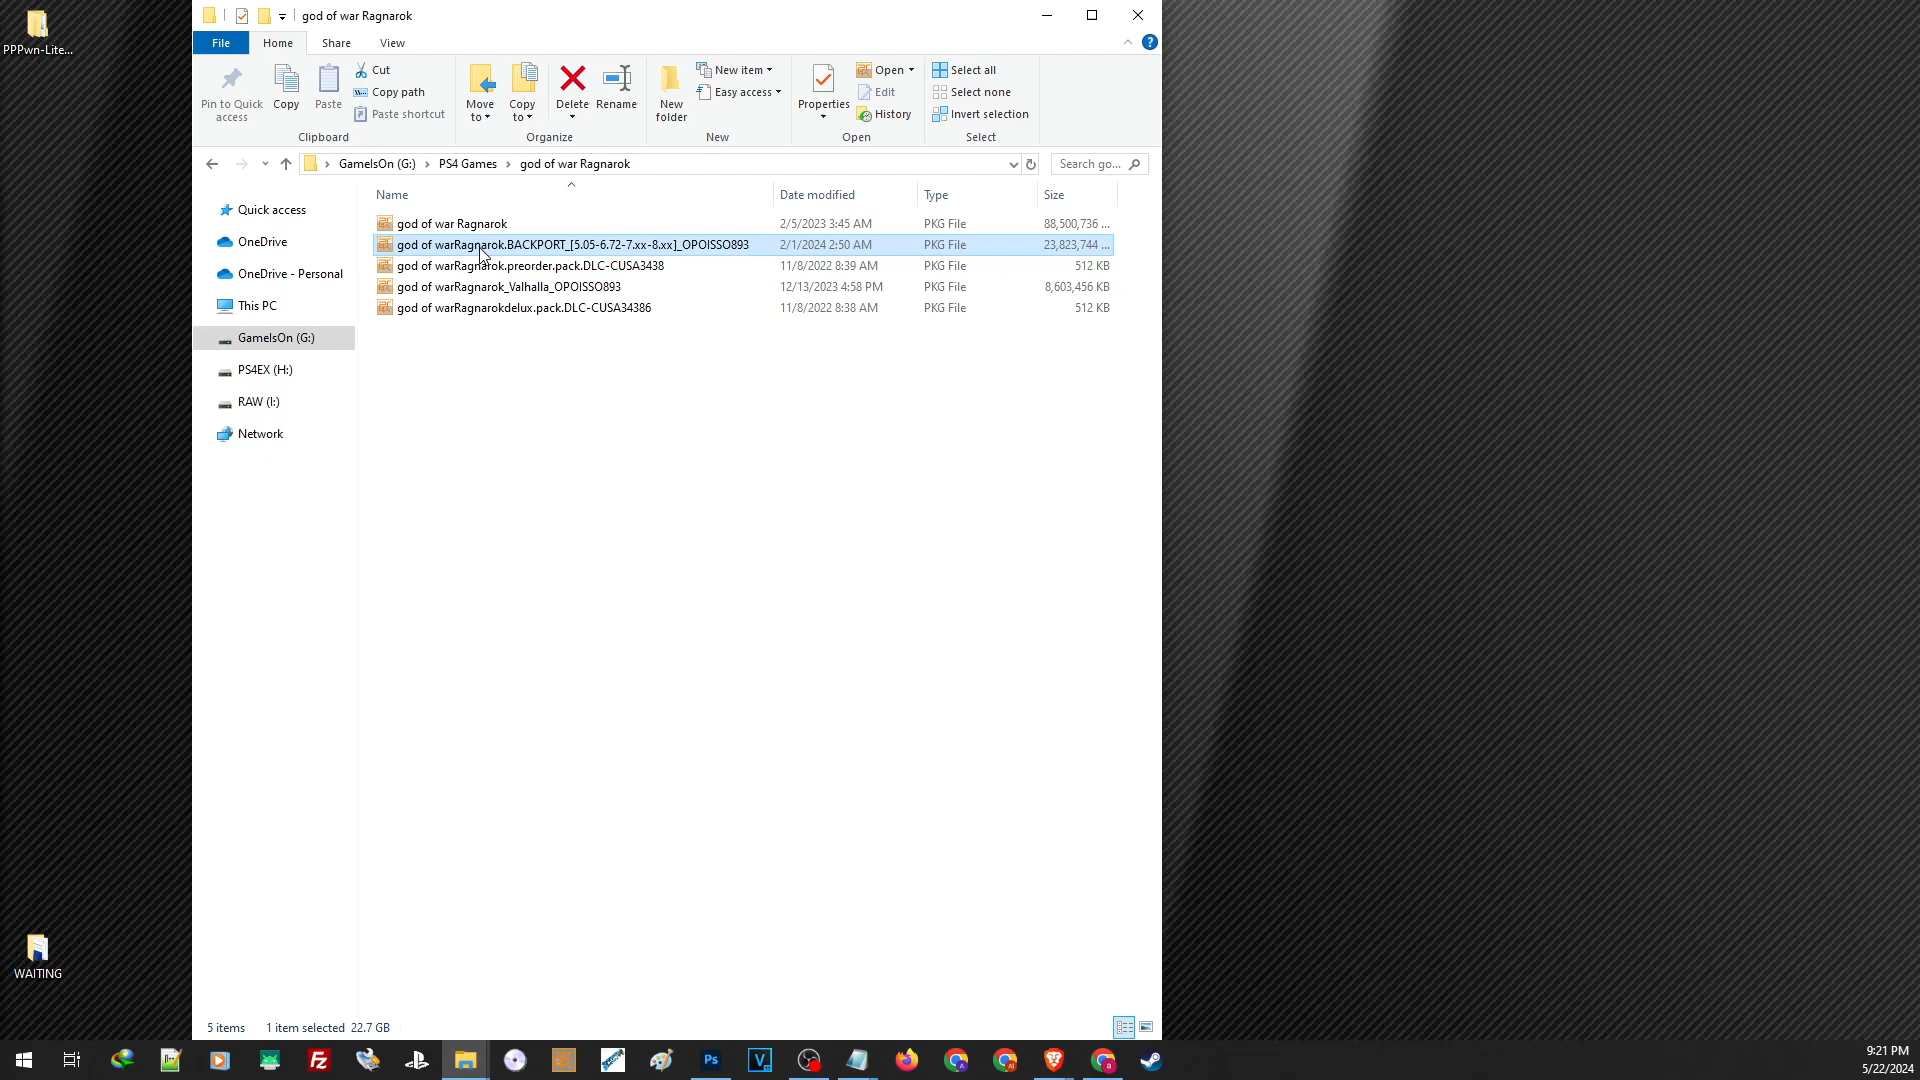 PPPwn-Lite...
god of war Ragnarok
File Home Share View
Pin to Quick access
Copy
Paste
Cut
Copy path
Paste shortcut
Clipboard
Move to
Copy to
Delete
Rename
Organize
New folder
New item
Easy access
New
Properties
Open
Edit
History
Open
Select all
Select none
Invert selection
Select
GameIsOn (G:) PS4 Games god of war Ragnarok
Search go...
Name Date modified Type Size
god of war Ragnarok 2/5/2023 3:45 AM PKG File 88,500,736 ...
god of warRagnarok.BACKPORT_[5.05-6.72-7.xx-8.xx]_OPOISSO893 2/1/2024 2:50 AM PKG File 23,823,744 ...
god of warRagnarok.preorder.pack.DLC-CUSA3438 11/8/2022 8:39 AM PKG File 512 KB
god of warRagnarok_Valhalla_OPOISSO893 12/13/2023 4:58 PM PKG File 8,603,456 KB
god of warRagnarokdelux.pack.DLC-CUSA34386 11/8/2022 8:38 AM PKG File 512 KB
Quick access
OneDrive
OneDrive - Personal
This PC
GameIsOn (G:)
PS4EX (H:)
RAW (I:)
Network
WAITING
5 items 1 item selected 22.7 GB
Fz
Ps
V
9:21 PM
5/22/2024